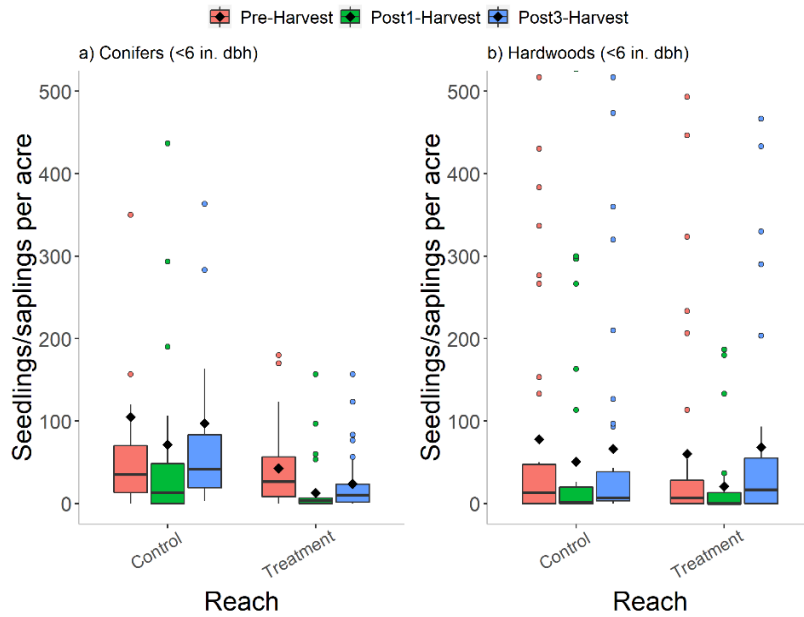 Pre-Harvest Post1-Harvest Post3-Harvest
a) Conifers (<6 in. dbh)
Seedlings/saplings per acre
500
400
300
200
100
0
Control
Treatment
Reach
b) Hardwoods (<6 in. dbh)
Seedlings/saplings per acre
500
400
300
200
100
0
Control
Treatment
Reach